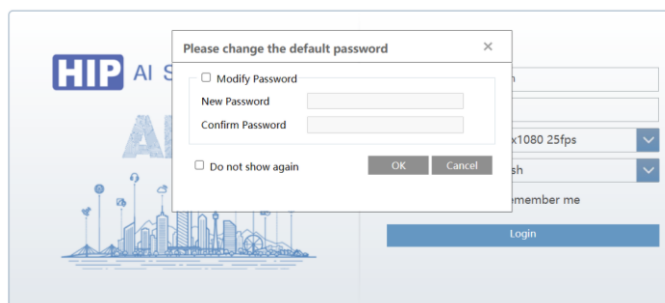 Please change the default password
HIP AI S
Modify Password
New Password
Confirm Password
x1080 25fps
Do not show again
OK
Cancel
sh
emember me
Login